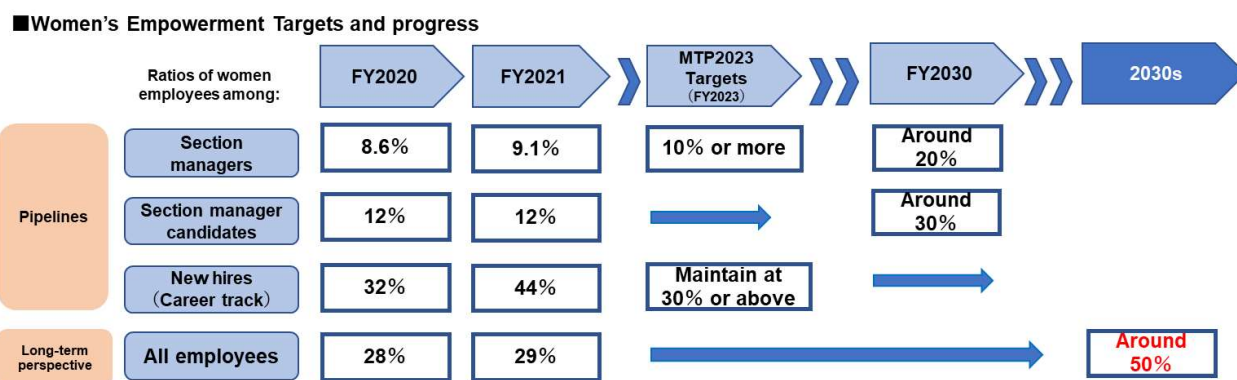 ■Women's Empowerment Targets and progress
Ratios of women
employees among:
FY2020
FY2021
MTP2023
Targets
（FY2023）
FY2030
2030s
Pipelines
Section
managers
8.6%
9.1%
10% or more
Around
20%
Section manager
candidates
12%
12%
Around
30%
New hires
（Career track）
32%
44%
Maintain at
30% or above
Long-term
perspective
All employees
28%
29%
Around
50%